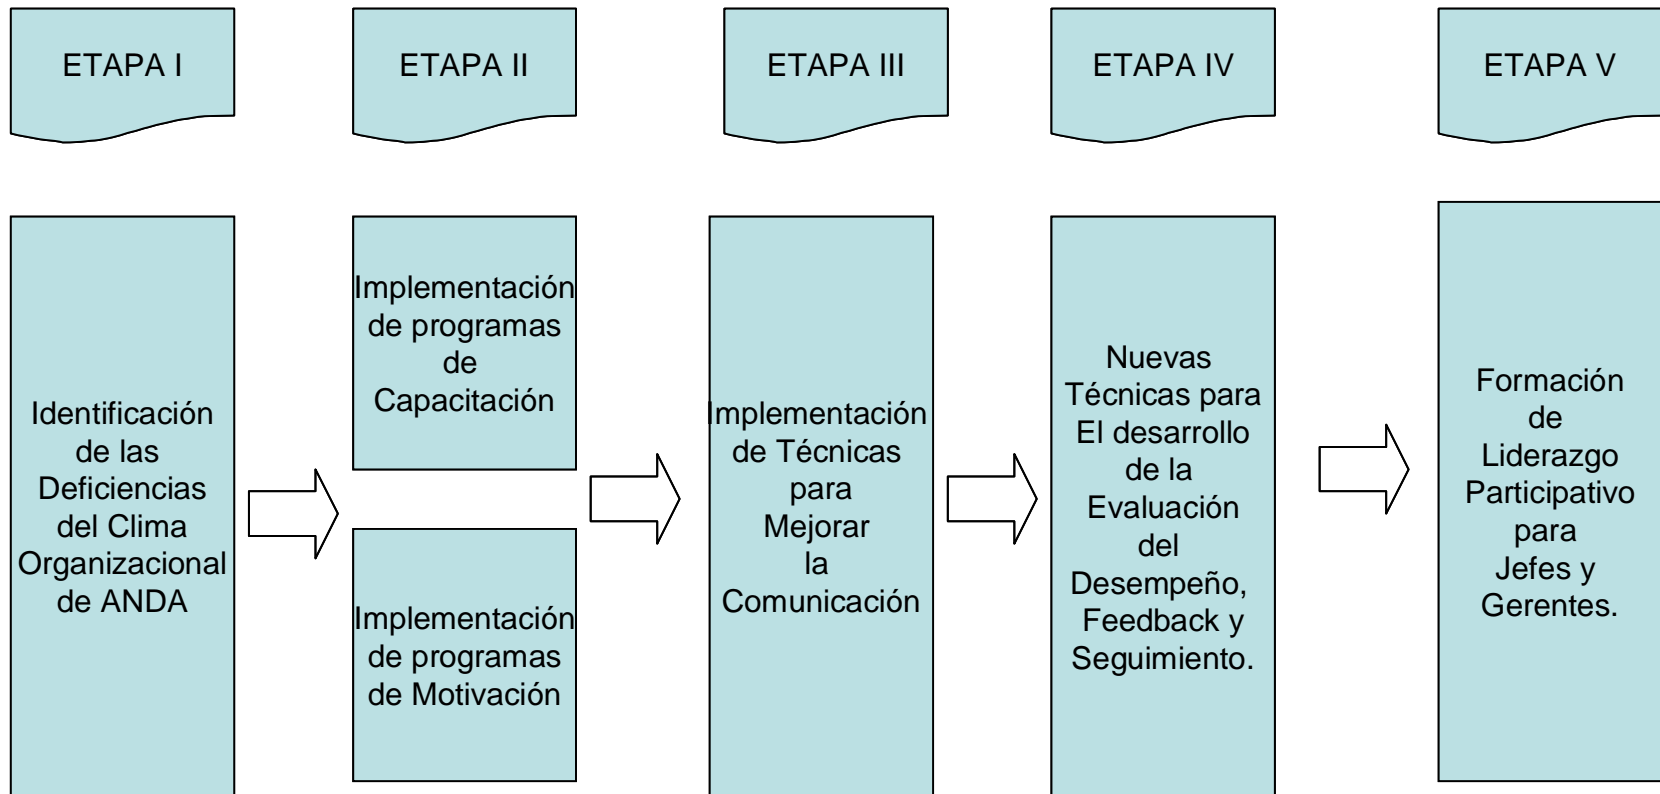 ETAPA I
ETAPA II
ETAPA III
ETAPA IV
ETAPA V
Identificación
de las
Deficiencias
del Clima
Organizacional
de ANDA
Implementación
de programas
de
Capacitación
Implementación
de programas
de Motivación
Implementación
de Técnicas
para
Mejorar
la
Comunicación
Nuevas
Técnicas para
El desarrollo
de la
Evaluación
del
Desempeño,
Feedback y
Seguimiento.
Formación
de
Liderazgo
Participativo
para
Jefes y
Gerentes.